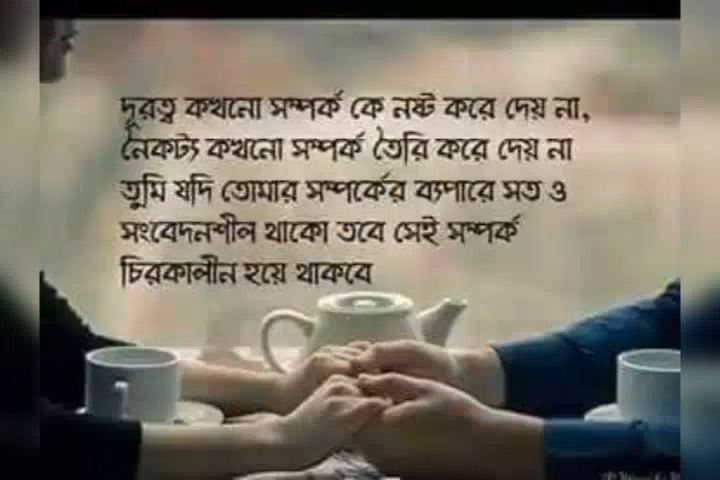 দূরত্ব কখনো সম্পর্ক কে নষ্ট করে দেয় না,
নৈকট্য কখনো সম্পর্ক তৈরি করে দেয় না
তুমি যদি তোমার সম্পর্কের ব্যপারে সত ও
সংবেদনশীল থাকো তবে সেই সম্পর্ক
চিরকালীন হয়ে থাকবে